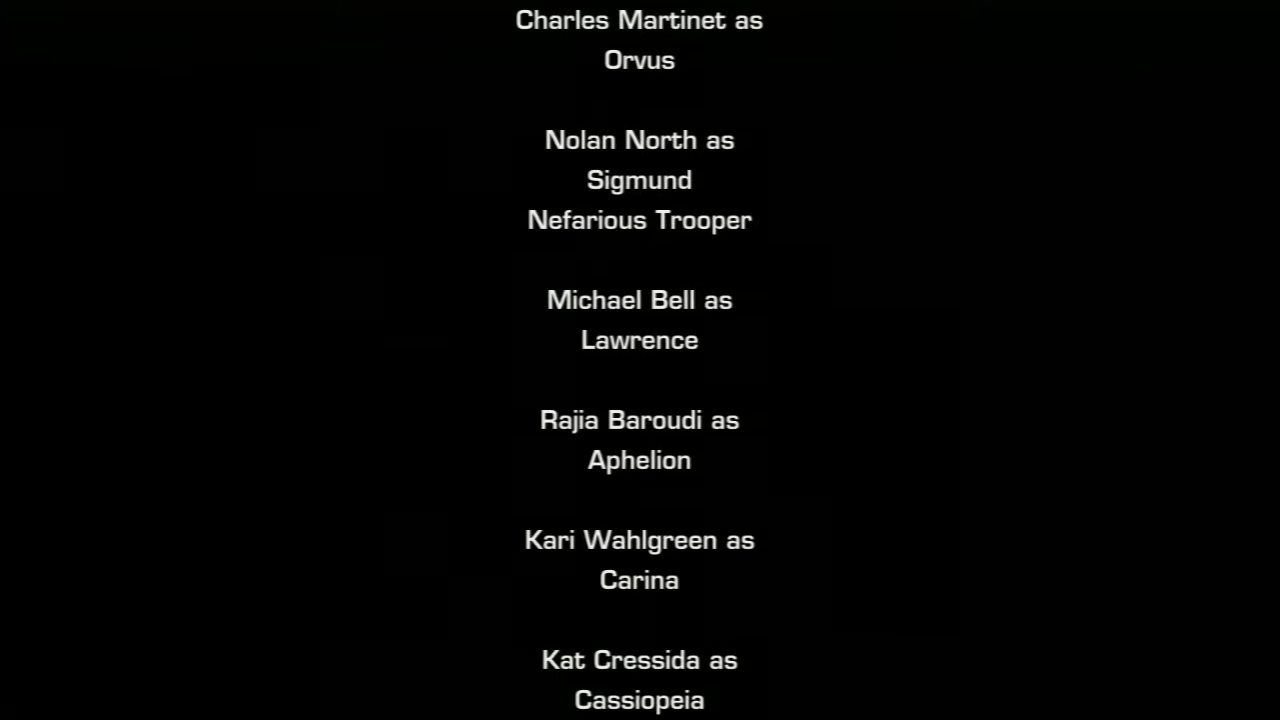 Charles Martinet as
Orvus
Nolan North as
Sigmund
Nefarious Trooper
Michael Bell as
Lawrence
Rajia Baroudi as
Aphelion
Kari Wahlgreen as
Carina
Kat Cressida as
Cassiopeia